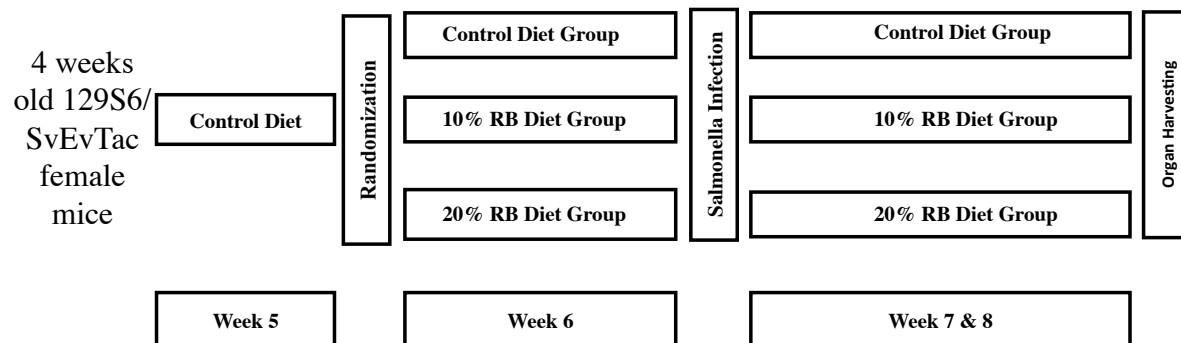 4 weeks
old 129S6/
SvEvTac
female
mice
Control Diet
Randomization
Control Diet Group
10% RB Diet Group
20% RB Diet Group
Salmonella Infection
Control Diet Group
10% RB Diet Group
20% RB Diet Group
Organ Harvesting
Week 5
Week 6
Week 7 & 8